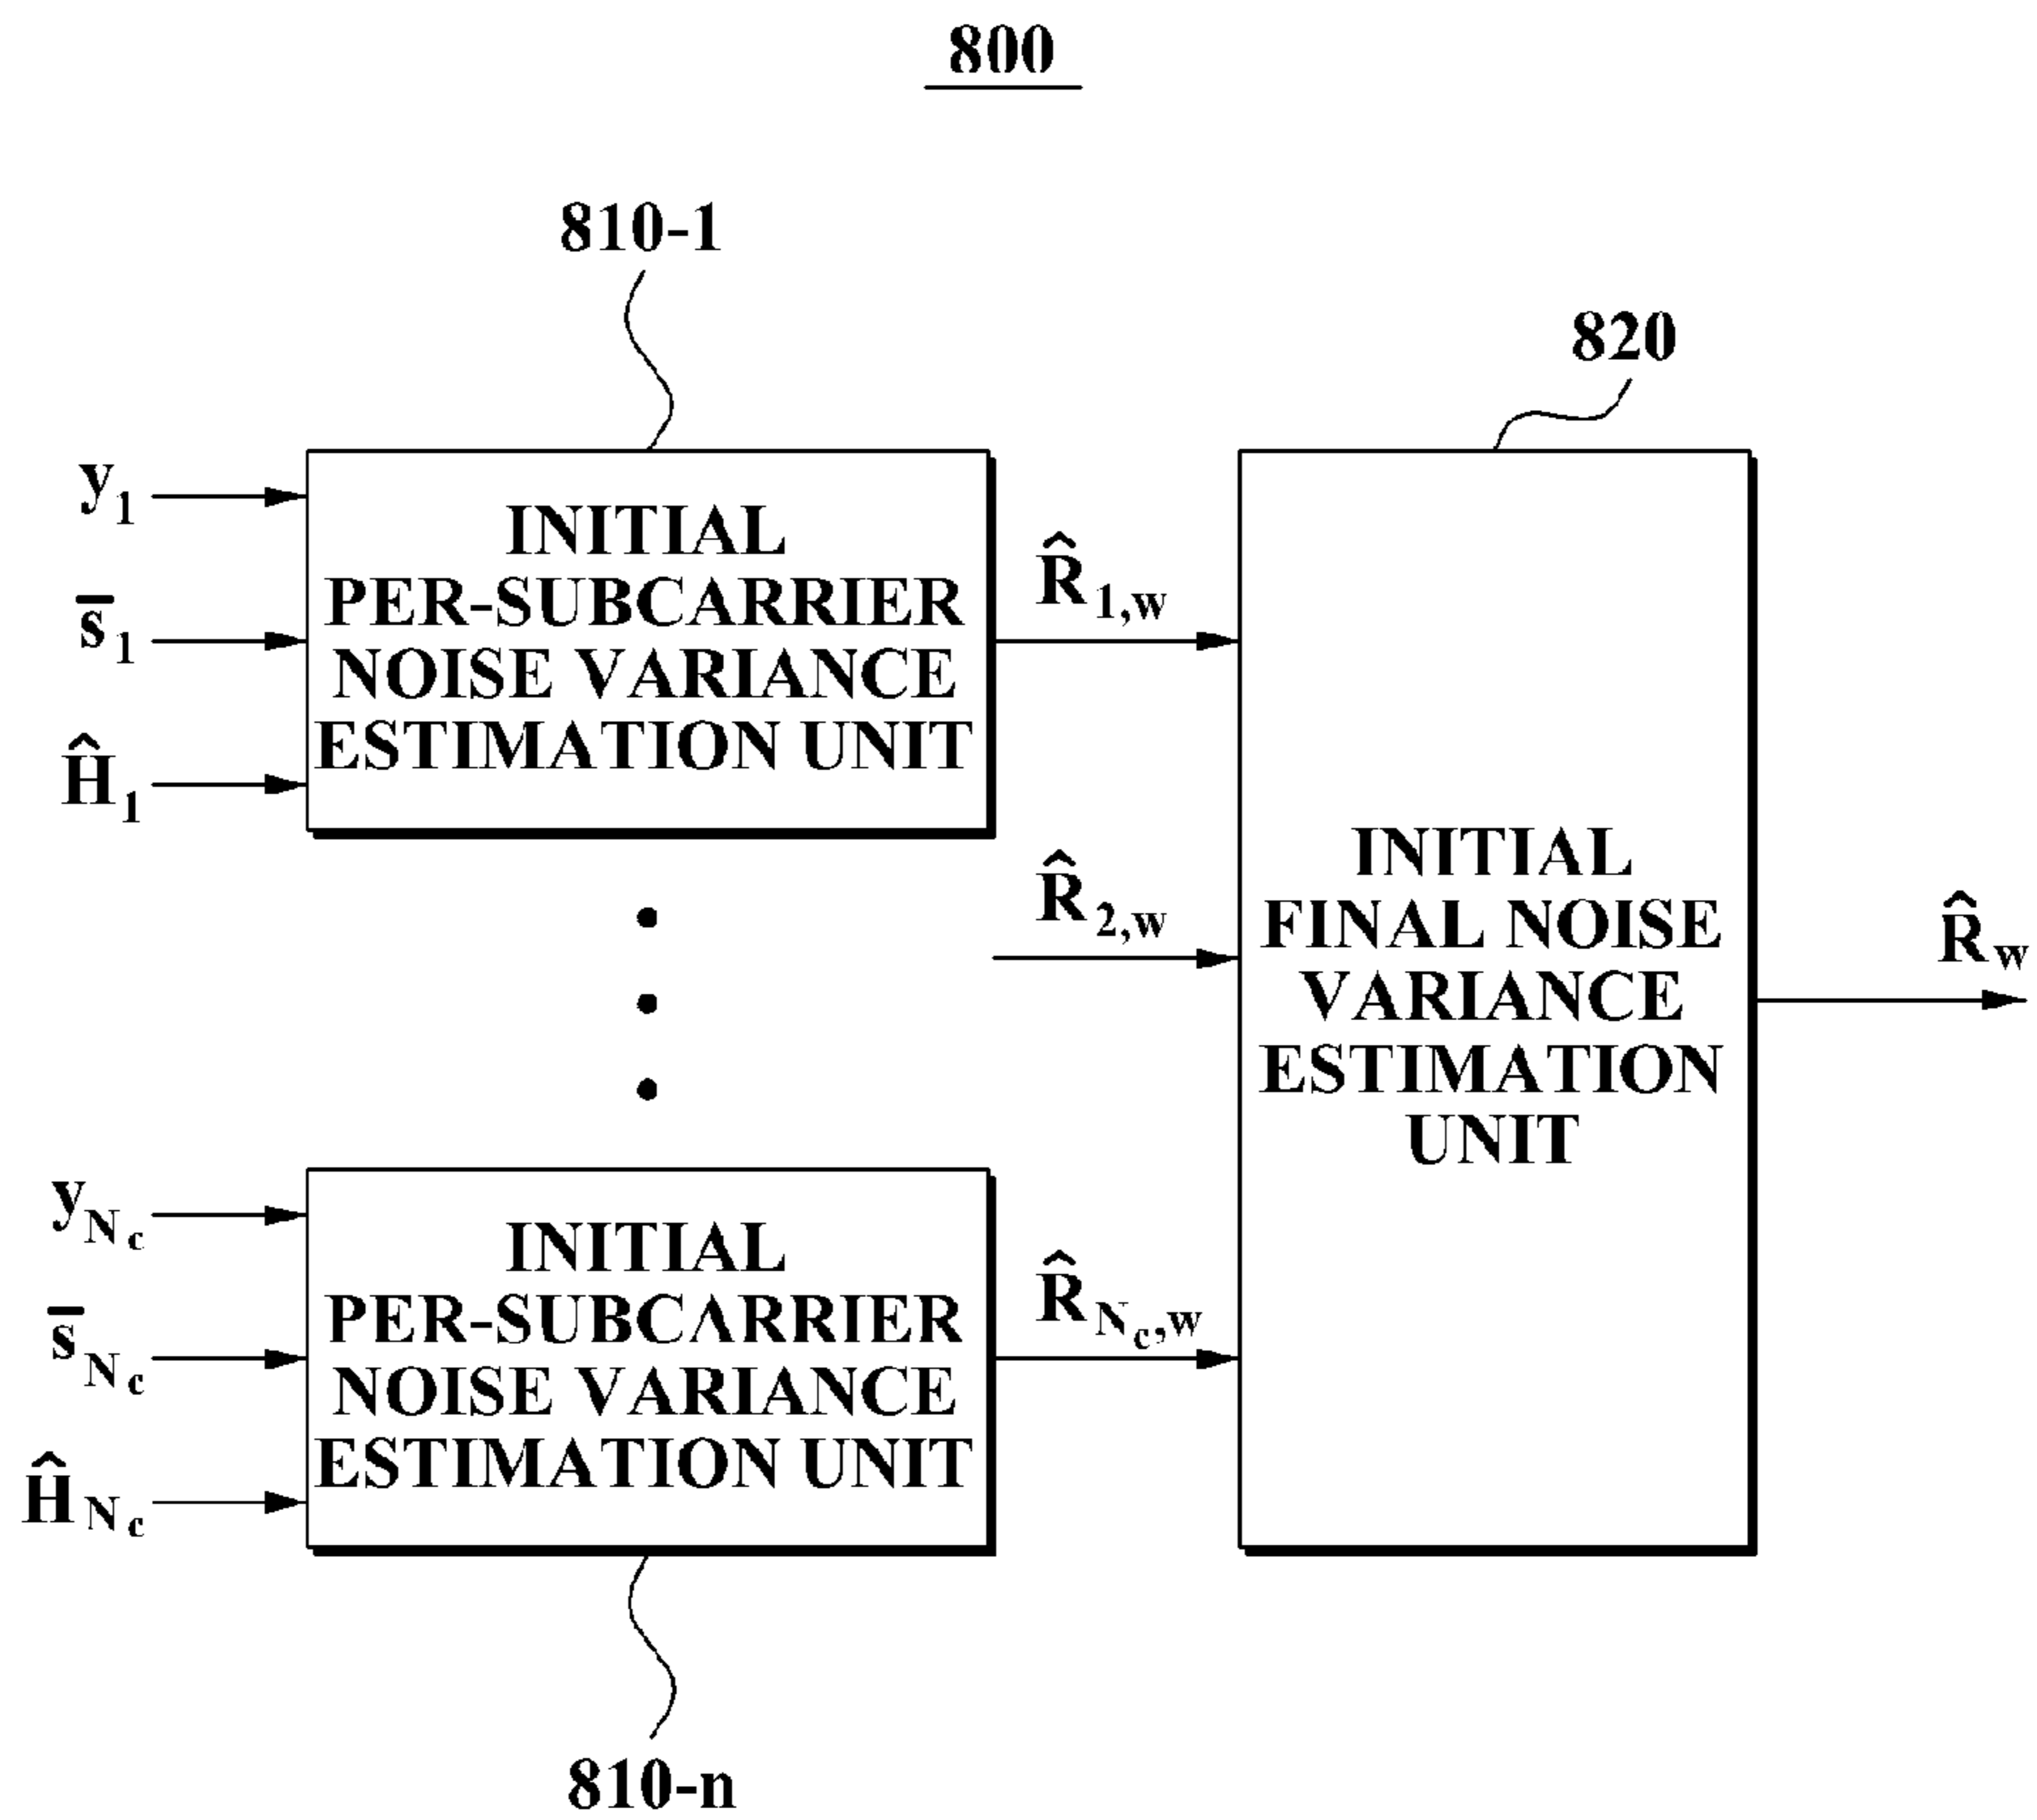 800
810-1
820
y₁
s̅₁
Ĥ₁
INITIAL
PER-SUBCARRIER
NOISE VARIANCE
ESTIMATION UNIT
R̂₁,w
R̂₂,w
INITIAL
FINAL NOISE
VARIANCE
ESTIMATION
UNIT
R̂w
yNc
s̅Nc
ĤNc
INITIAL
PER-SUBCARRIER
NOISE VARIANCE
ESTIMATION UNIT
R̂Nc,w
810-n